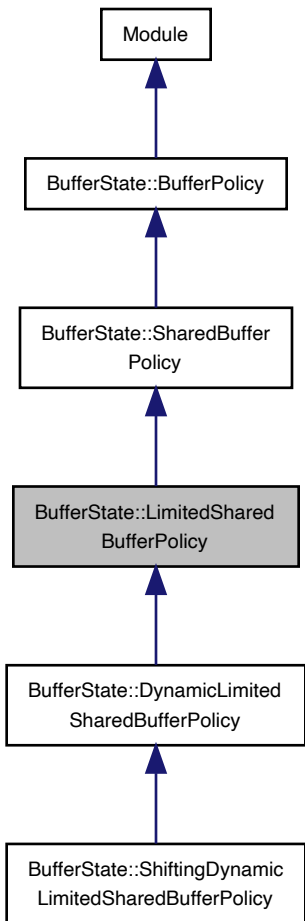 Module
BufferState::BufferPolicy
BufferState::SharedBuffer
Policy
BufferState::LimitedShared
BufferPolicy
BufferState::DynamicLimited
SharedBufferPolicy
BufferState::ShiftingDynamic
LimitedSharedBufferPolicy